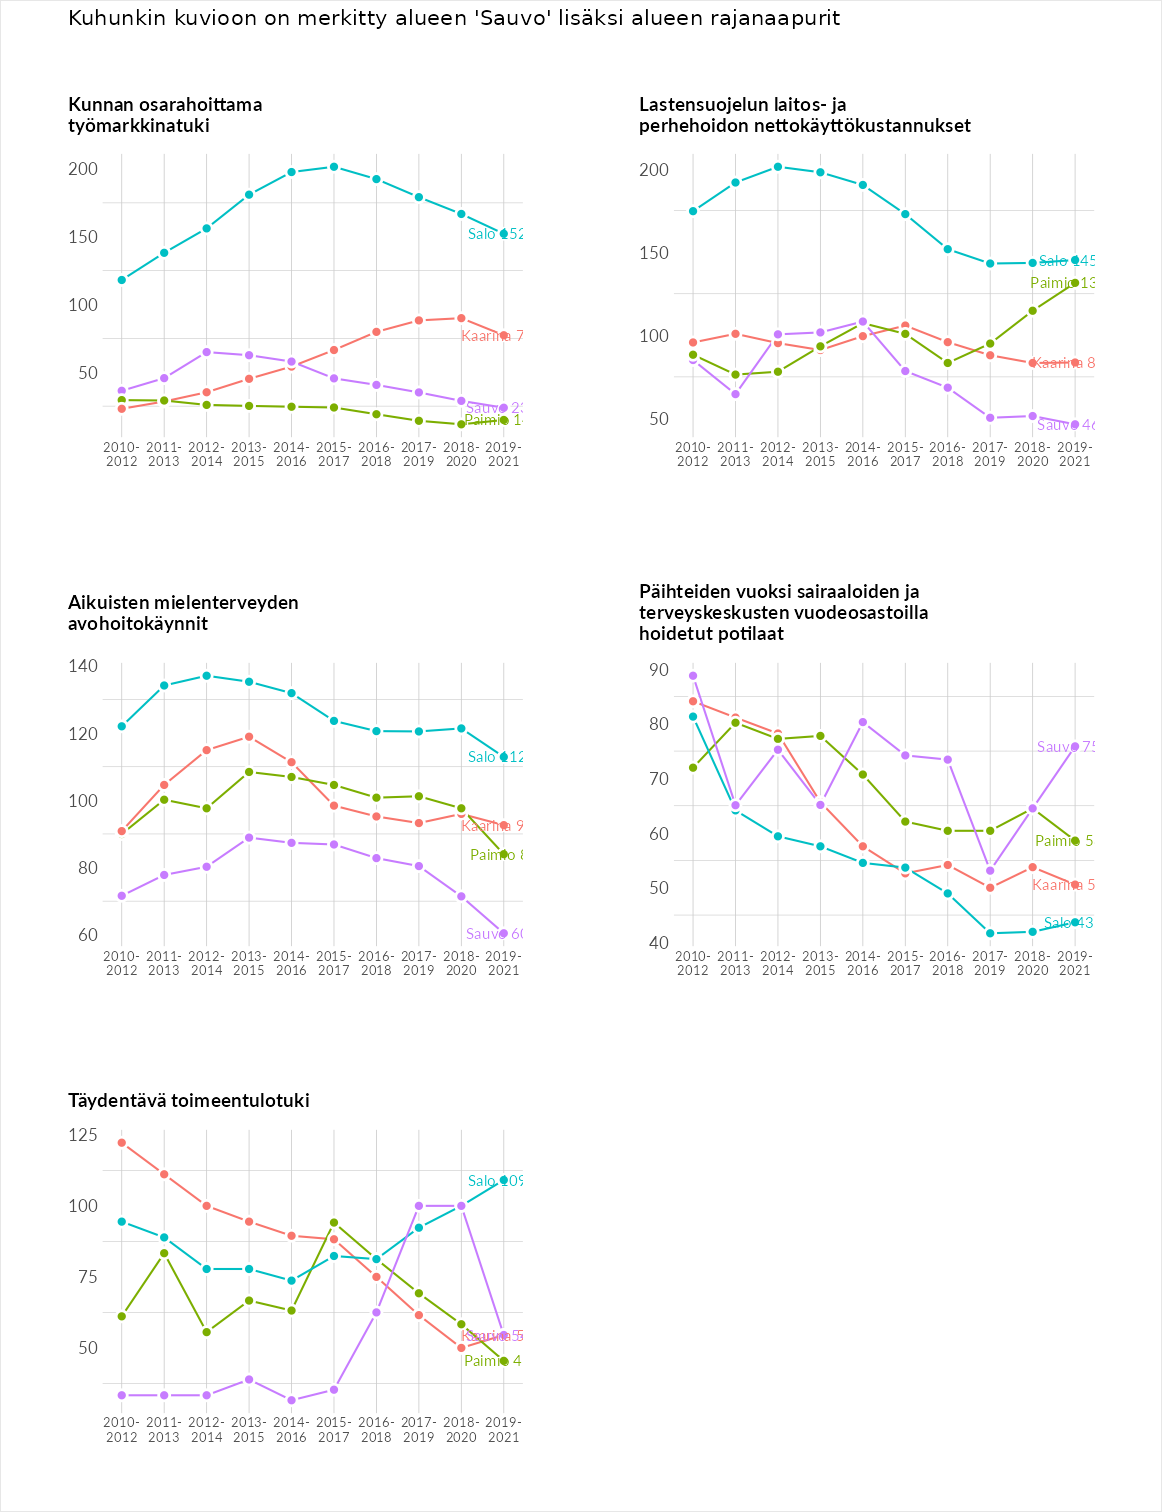 Kuhunkin kuvioon on merkitty alueen 'Sauvo' lisäksi alueen rajanaapurit
Kunnan osarahoittama
työmarkkinatuki
200
150
100
50
Salo 152
Kaarina 7
Sauvo 23
Paimio 1
2010- 2011- 2012- 2013- 2014- 2015- 2016- 2017- 2018- 2019-
2012 2013 2014 2015 2016 2017 2018 2019 2020 2021
Lastensuojelun laitos- ja
perhehoidon nettokäyttökustannukset
200
150
100
50
Salo 145
Paimio 13
Kaarina 8
Sauvo 46
2010- 2011- 2012- 2013- 2014- 2015- 2016- 2017- 2018- 2019-
2012 2013 2014 2015 2016 2017 2018 2019 2020 2021
Aikuisten mielenterveyden
avohoitokäynnit
140
120
100
80
60
Salo 112
Kaarina 9
Paimio 8
Sauvo 60
2010- 2011- 2012- 2013- 2014- 2015- 2016- 2017- 2018- 2019-
2012 2013 2014 2015 2016 2017 2018 2019 2020 2021
Päihteiden vuoksi sairaaloiden ja
terveyskeskusten vuodeosastoilla
hoidetut potilaat
90
80
70
60
50
40
Sauvo 75
Paimio 5
Kaarina 5
Salo 43
2010- 2011- 2012- 2013- 2014- 2015- 2016- 2017- 2018- 2019-
2012 2013 2014 2015 2016 2017 2018 2019 2020 2021
Täydentävä toimeentulotuki
125
100
75
50
Salo 109
Paimio 4
2010- 2011- 2012- 2013- 2014- 2015- 2016- 2017- 2018- 2019-
2012 2013 2014 2015 2016 2017 2018 2019 2020 2021